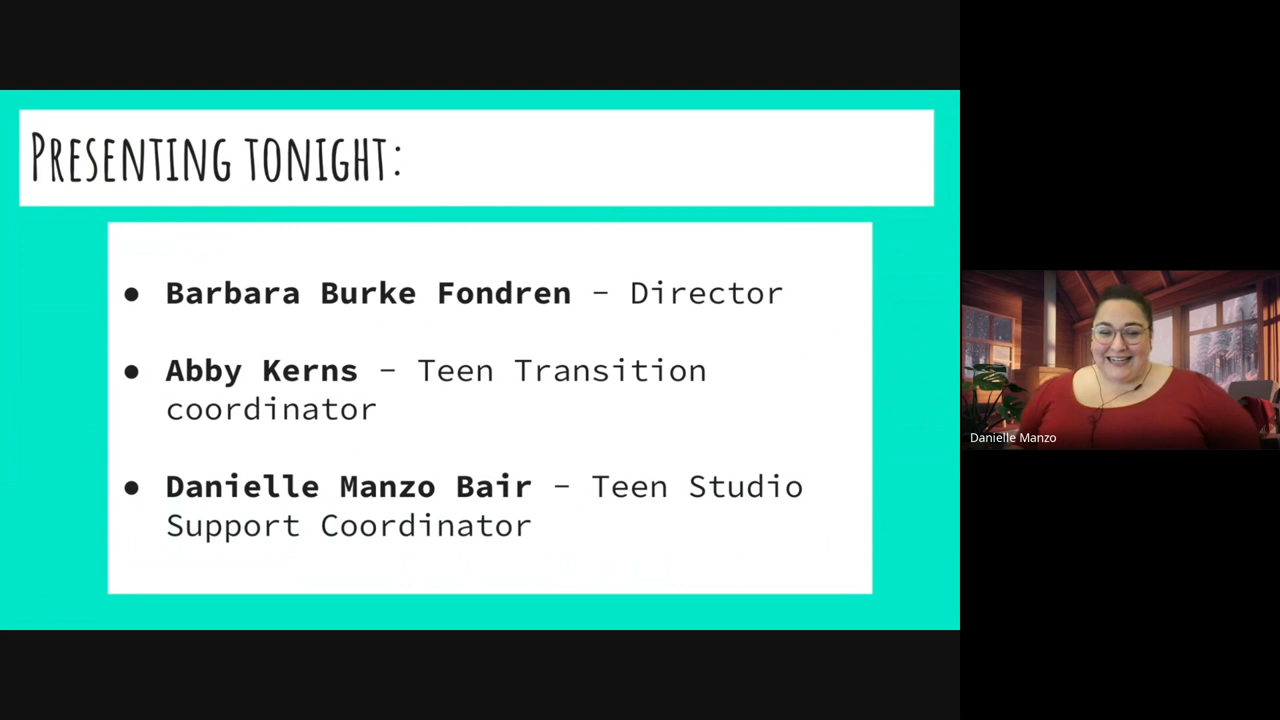 Presenting tonight:
● Barbara Burke Fondren - Director
● Abby Kerns - Teen Transition
coordinator
● Danielle Manzo Bair - Teen Studio
Support Coordinator
Danielle Manzo